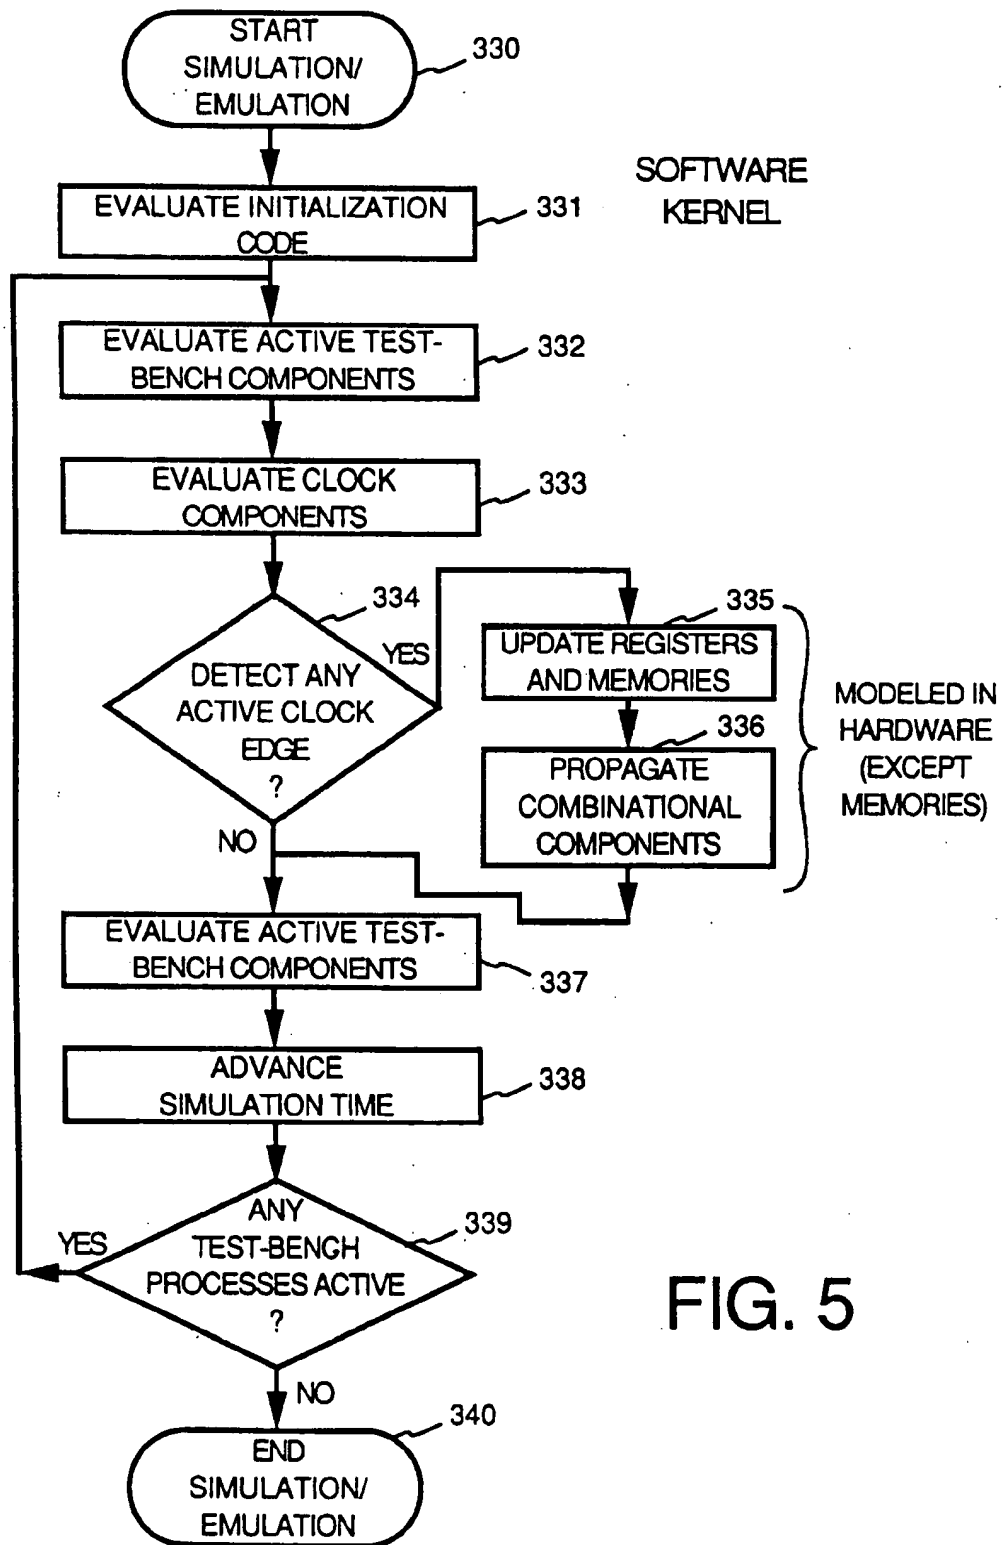 START
SIMULATION/
EMULATION
330
SOFTWARE
KERNEL
EVALUATE INITIALIZATION
CODE
331
EVALUATE ACTIVE TEST-
BENCH COMPONENTS
332
EVALUATE CLOCK
COMPONENTS
333
334
YES
DETECT ANY
ACTIVE CLOCK
EDGE
?
NO
335
UPDATE REGISTERS
AND MEMORIES
336
PROPAGATE
COMBINATIONAL
COMPONENTS
MODELED IN
HARDWARE
(EXCEPT
MEMORIES)
EVALUATE ACTIVE TEST-
BENCH COMPONENTS
337
ADVANCE
SIMULATION TIME
338
ANY
TEST-BENCH
PROCESSES ACTIVE
?
339
YES
NO
END
SIMULATION/
EMULATION
340
FIG. 5